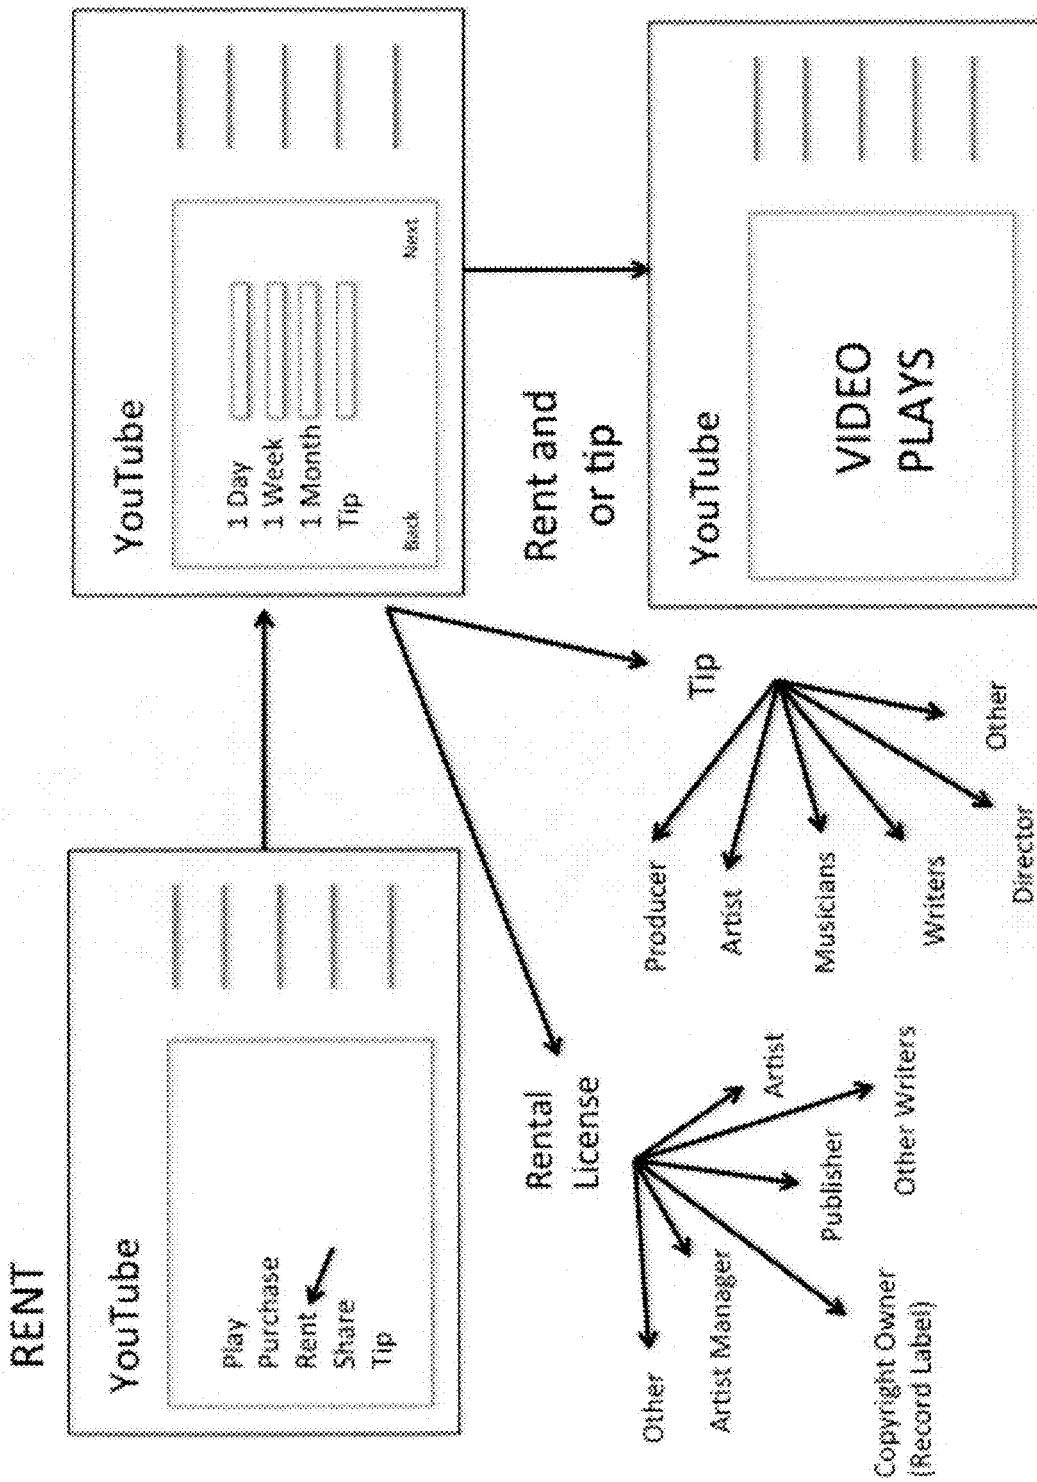 RENT
YouTube
Play
Purchase
Rent
Share
Tip
YouTube
1 Day
1 Week
1 Month
Tip
Back
Next
Rental
License
Other
Artist Manager
Copyright Owner
(Record Label)
Publisher
Other Writers
Artist
Tip
Producer
Artist
Musicians
Writers
Director
Other
Rent and
or tip
YouTube
VIDEO
PLAYS